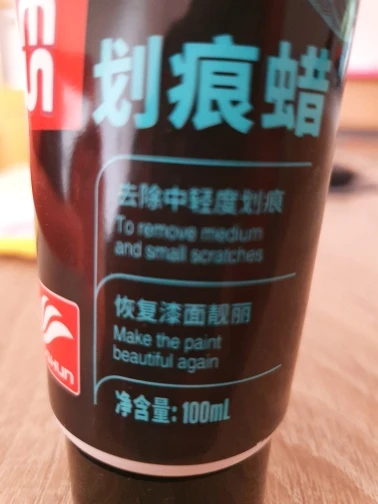 划痕蜡
去除中轻度划痕
To remove medium
and small scratches
恢复漆面靓丽
Make the paint
beautiful again
净含量: 100mL